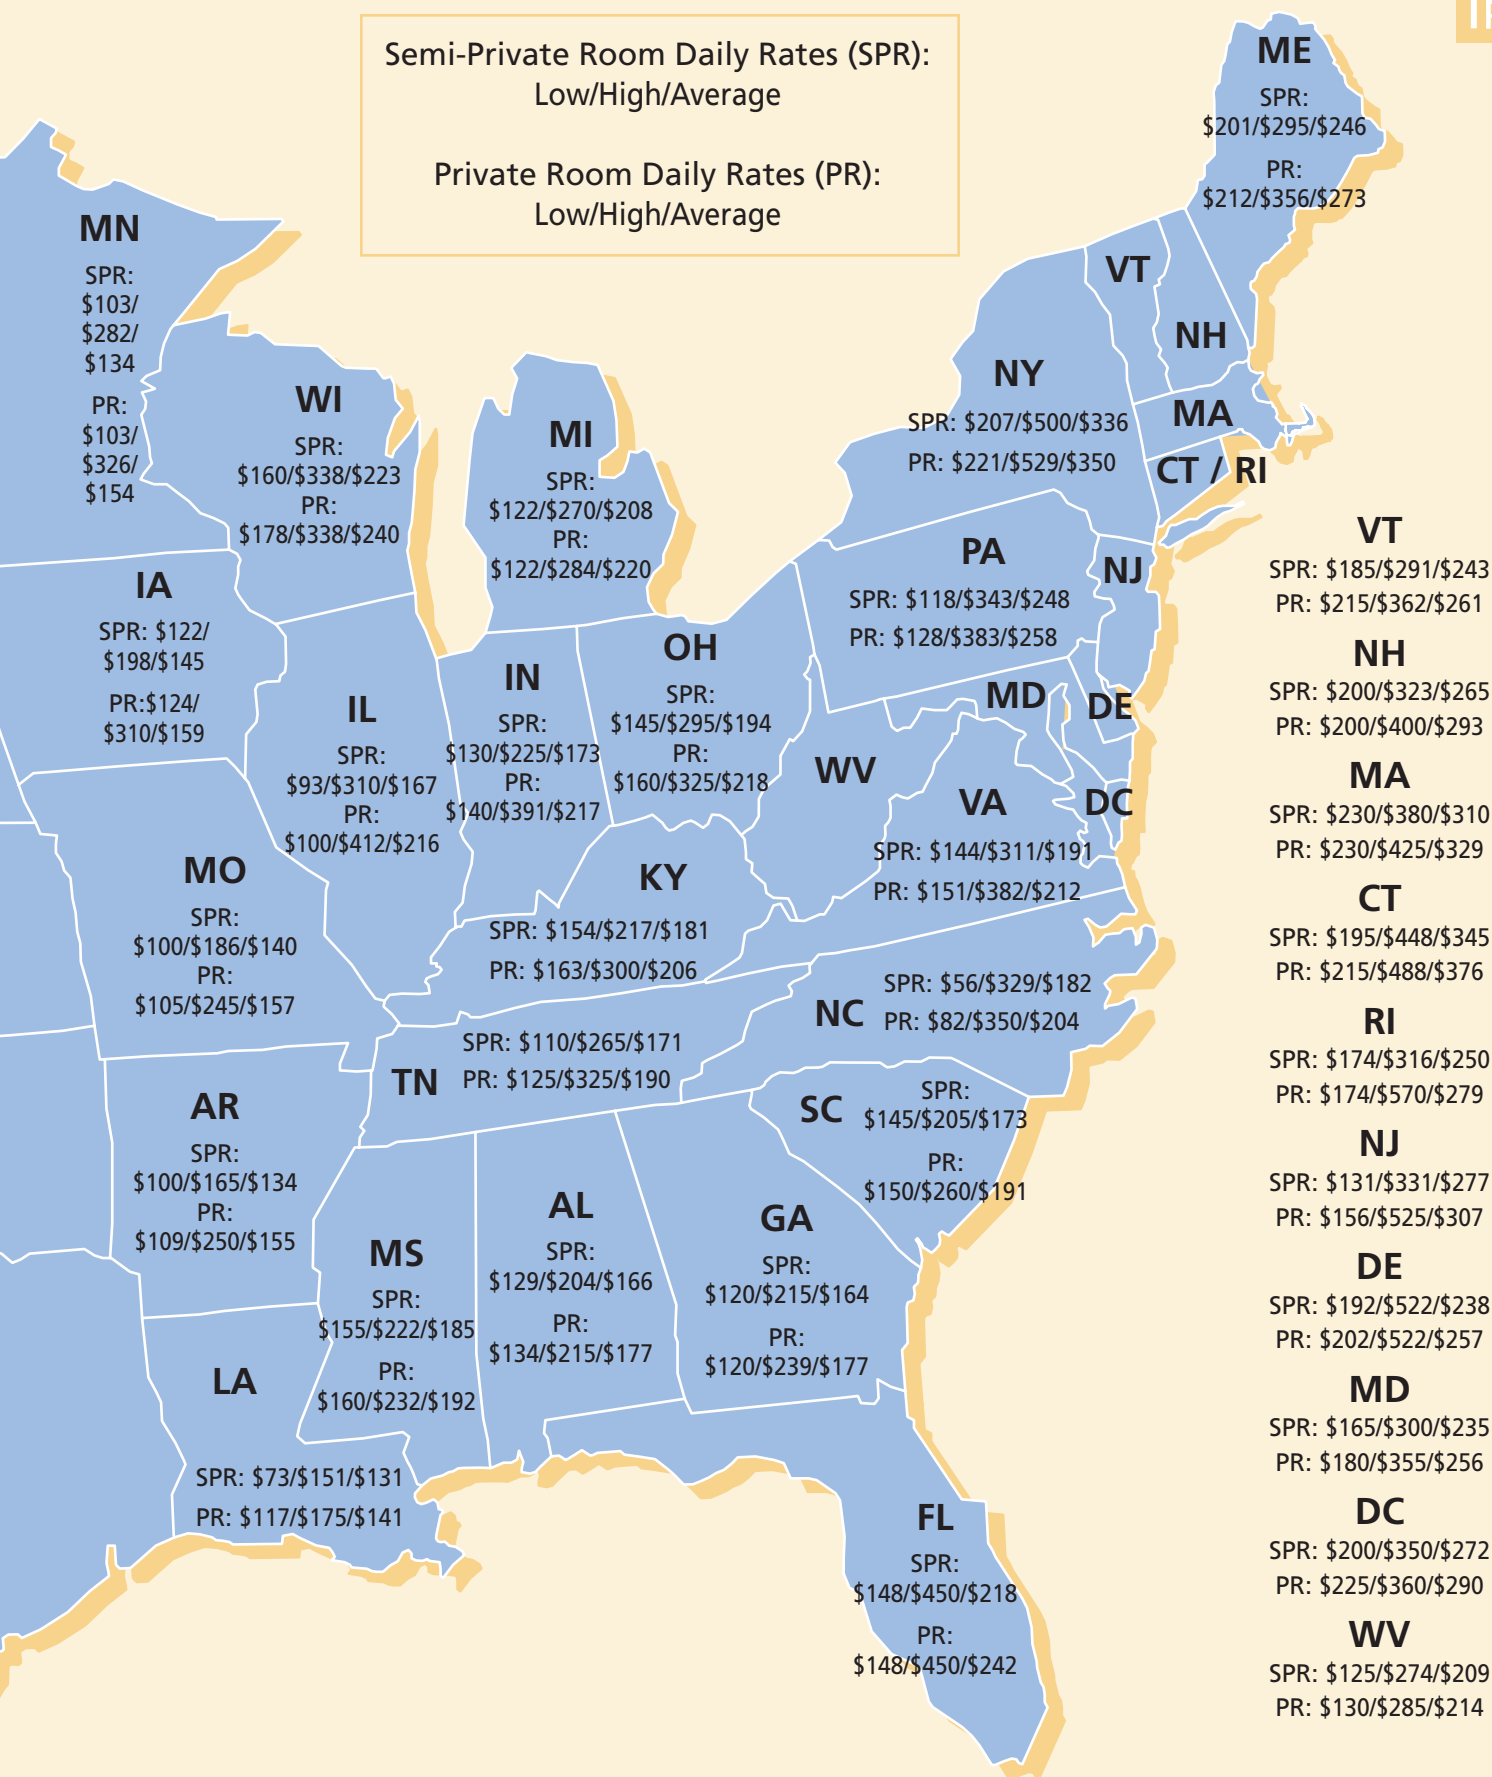 Semi-Private Room Daily Rates (SPR):
Low/High/Average
Private Room Daily Rates (PR):
Low/High/Average
ME
SPR:
$201/$295/$246
PR:
$212/$356/$273
MN
SPR:
$103/
$282/
$134
PR:
$103/
$326/
$154
WI
SPR:
$160/$338/$223
PR:
$178/$338/$240
MI
SPR:
$122/$270/$208
PR:
$122/$284/$220
VT
NH
NY
SPR: $207/$500/$336
PR: $221/$529/$350
MA
CT / RI
PA
SPR: $118/$343/$248
PR: $128/$383/$258
NJ
IA
SPR: $122/
$198/$145
PR:$124/
$310/$159
IL
SPR:
$93/$310/$167
PR:
$100/$412/$216
IN
SPR:
$130/$225/$173
PR:
$140/$391/$217
OH
SPR:
$145/$295/$194
PR:
$160/$325/$218
MD
DE
WV
VA
SPR: $144/$311/$191
PR: $151/$382/$212
DC
MO
SPR:
$100/$186/$140
PR:
$105/$245/$157
KY
SPR: $154/$217/$181
PR: $163/$300/$206
NC
SPR: $56/$329/$182
PR: $82/$350/$204
TN
SPR: $110/$265/$171
PR: $125/$325/$190
AR
SPR:
$100/$165/$134
PR:
$109/$250/$155
SC
SPR:
$145/$205/$173
PR:
$150/$260/$191
MS
SPR:
$155/$222/$185
PR:
$160/$232/$192
AL
SPR:
$129/$204/$166
PR:
$134/$215/$177
GA
SPR:
$120/$215/$164
PR:
$120/$239/$177
LA
SPR: $73/$151/$131
PR: $117/$175/$141
FL
SPR:
$148/$450/$218
PR:
$148/$450/$242
VT
SPR: $185/$291/$243
PR: $215/$362/$261
NH
SPR: $200/$323/$265
PR: $200/$400/$293
MA
SPR: $230/$380/$310
PR: $230/$425/$329
CT
SPR: $195/$448/$345
PR: $215/$488/$376
RI
SPR: $174/$316/$250
PR: $174/$570/$279
NJ
SPR: $131/$331/$277
PR: $156/$525/$307
DE
SPR: $192/$522/$238
PR: $202/$522/$257
MD
SPR: $165/$300/$235
PR: $180/$355/$256
DC
SPR: $200/$350/$272
PR: $225/$360/$290
WV
SPR: $125/$274/$209
PR: $130/$285/$214